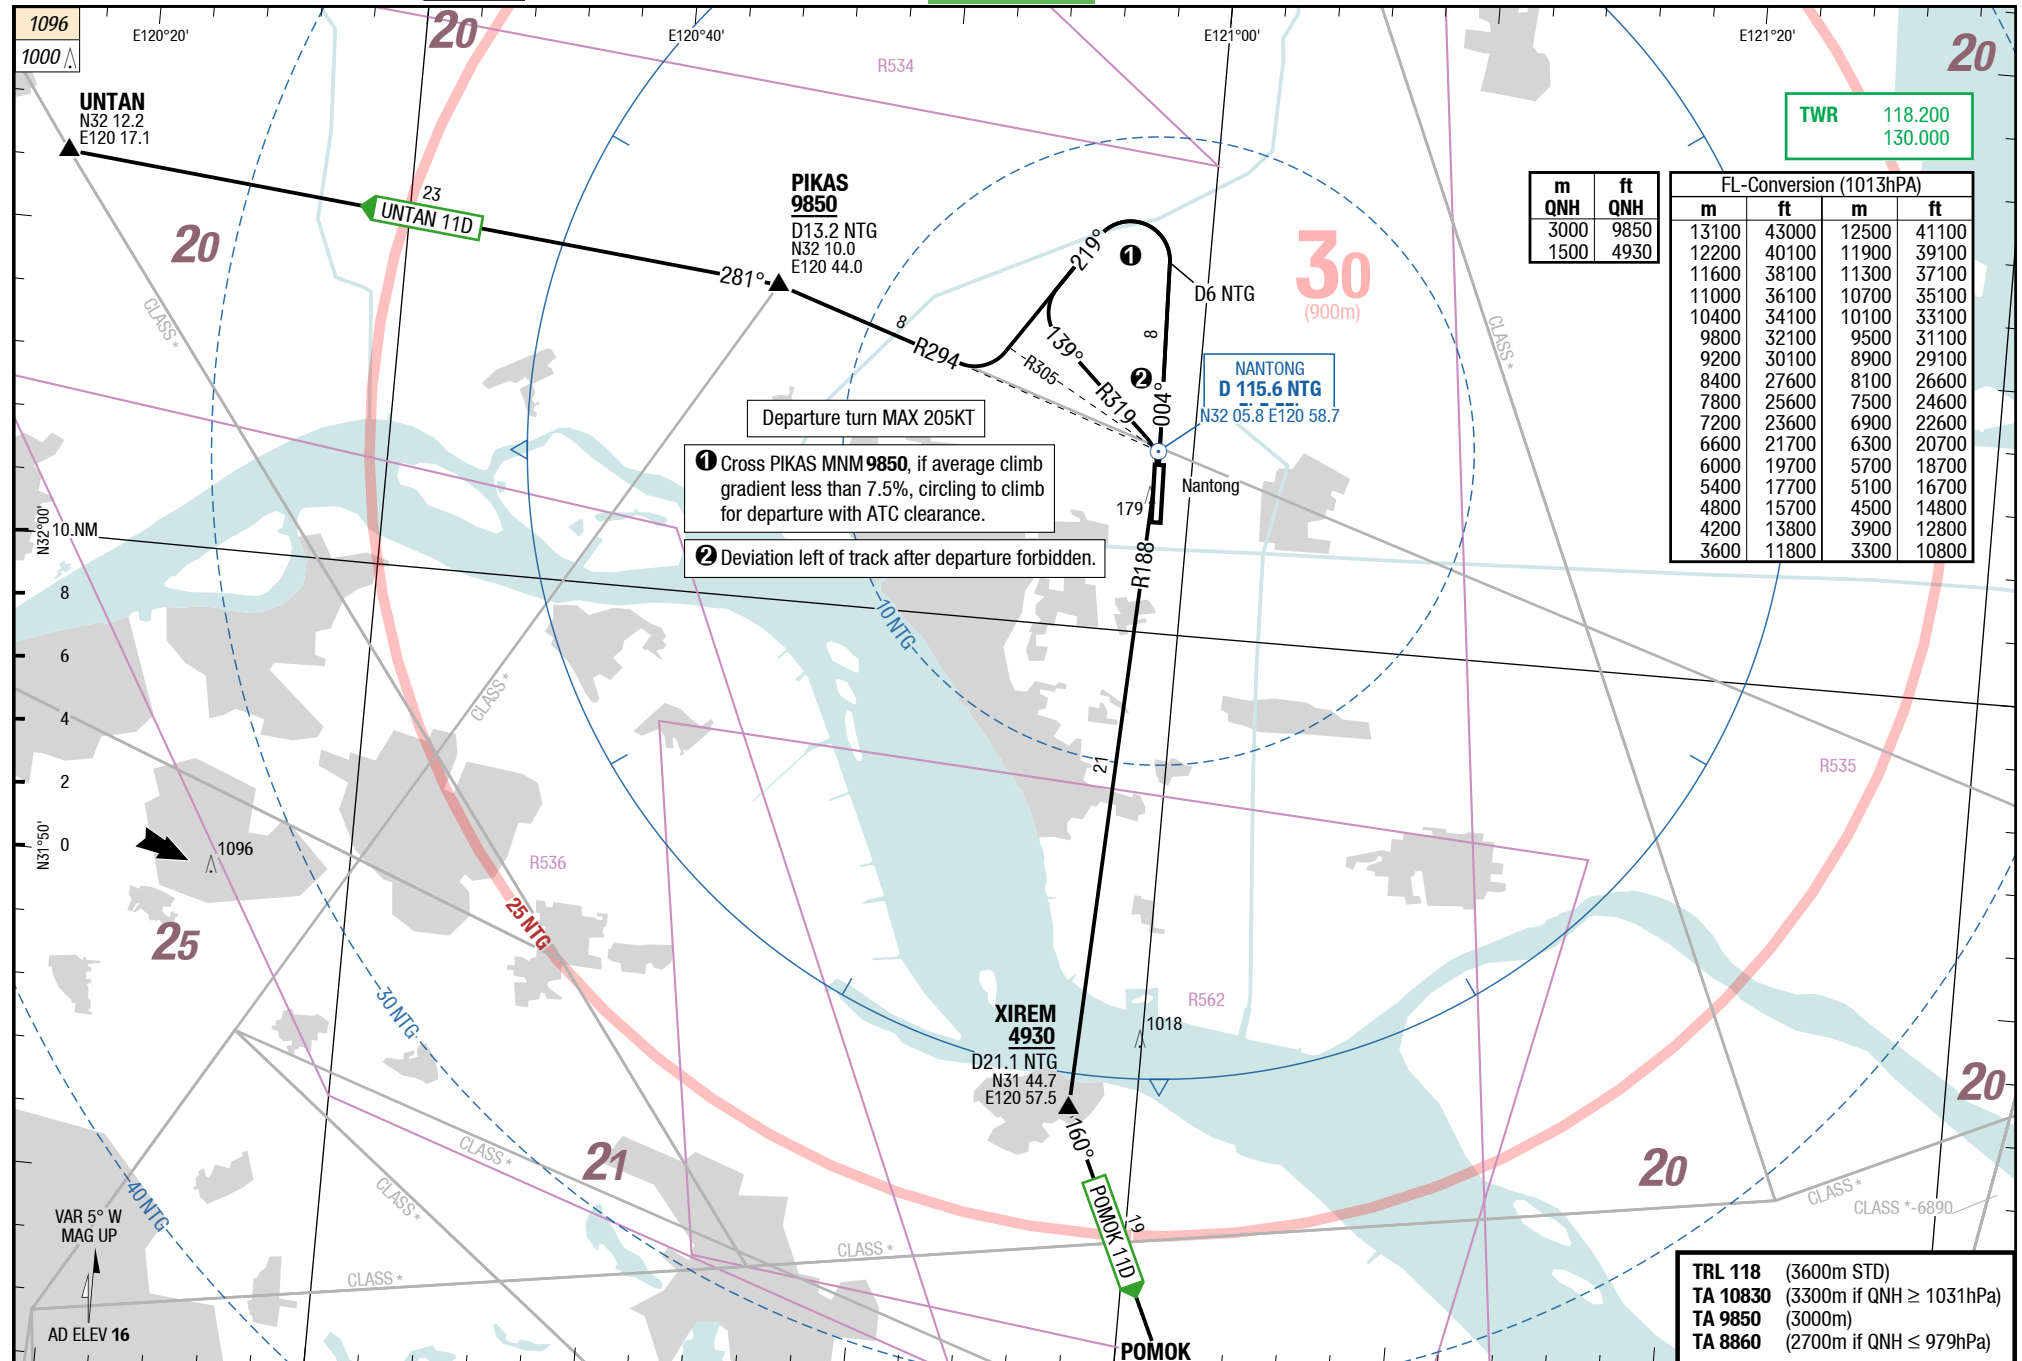 1096
1000
E120°20'
E120°40'
E121°00'
E121°20'
20
20
R534
UNTAN
N32 12.2
E120 17.1
TWR 118.200
130.000
23
UNTAN 11D
20
PIKAS
9850
D13.2 NTG
N32 10.0
E120 44.0
281°
m ft
QNH QNH
3000 9850
1500 4930
FL-Conversion (1013hPA)
m ft m ft
13100 43000 12500 41100
12200 40100 11900 39100
11600 38100 11300 37100
11000 36100 10700 35100
10400 34100 10100 33100
9800 32100 9500 31100
9200 30100 8900 29100
8400 27600 8100 26600
7800 25600 7500 24600
7200 23600 6900 22600
6600 21700 6300 20700
6000 19700 5700 18700
5400 17700 5100 16700
4800 15700 4500 14800
4200 13800 3900 12800
3600 11800 3300 10800
219°
❶
D6 NTG
30
(900m)
CLASS *
CLASS *
8
R294
R305
139°
R319
8
❷
004°
NANTONG
D 115.6 NTG
N32 05.8 E120 58.7
Departure turn MAX 205KT
❶ Cross PIKAS MNM 9850, if average climb
gradient less than 7.5%, circling to climb
for departure with ATC clearance.
❷ Deviation left of track after departure forbidden.
179
Nantong
R188
N32°00'
10 NM
8
6
4
2
0
N31°50'
10 NTG
CLASS *
21
R535
1096
R536
25 NTG
25
30 NTG
XIREM
4930
D21.1 NTG
N31 44.7
E120 57.5
R562
1018
20
160°
CLASS *
21
20
CLASS *
40 NTG
POMOK 11D
19
CLASS *
CLASS *-6890
VAR 5° W
MAG UP
CLASS *
CLASS *
AD ELEV 16
POMOK
TRL 118 (3600m STD)
TA 10830 (3300m if QNH ≥ 1031hPa)
TA 9850 (3000m)
TA 8860 (2700m if QNH ≤ 979hPa)